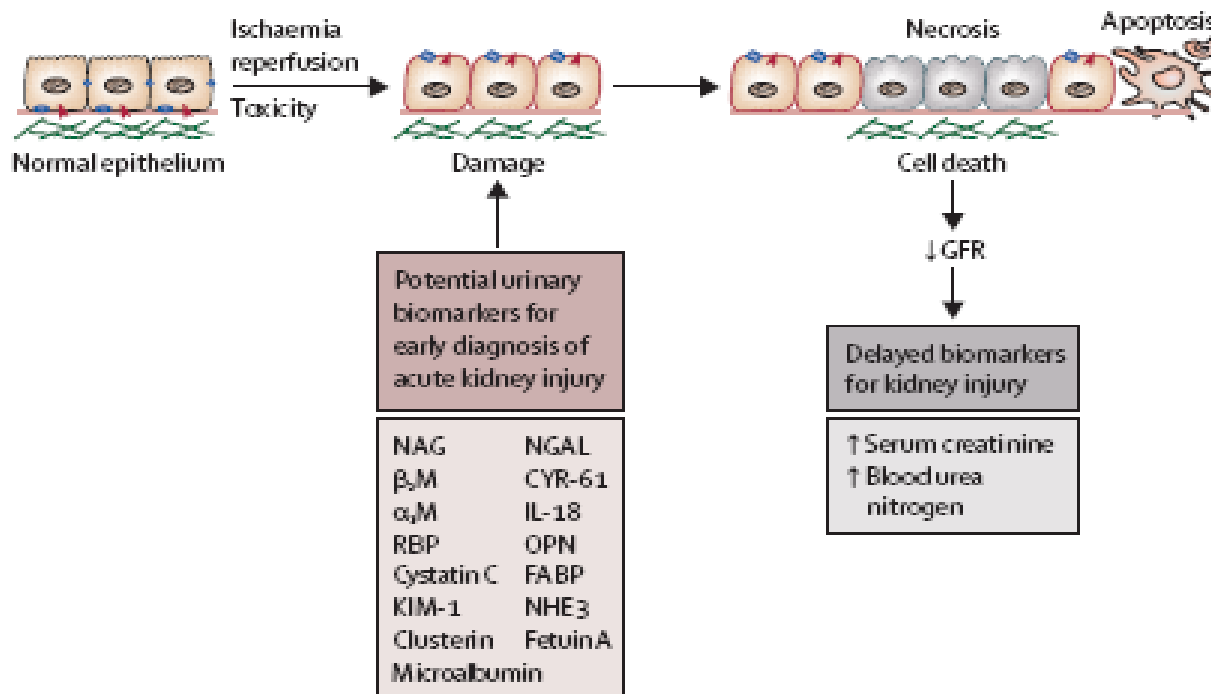 Ischaemia
reperfusion
Toxicity
Normal epithelium
Damage
Necrosis
Apoptosis
Cell death
↓GFR
Potential urinary
biomarkers for
early diagnosis of
acute kidney injury
NAG NGAL
β₂M CYR-61
α₁M IL-18
RBP OPN
Cystatin C FABP
KIM-1 NHE3
Clusterin Fetuin A
Microalbumin
Delayed biomarkers
for kidney injury
↑ Serum creatinine
↑ Blood urea
nitrogen